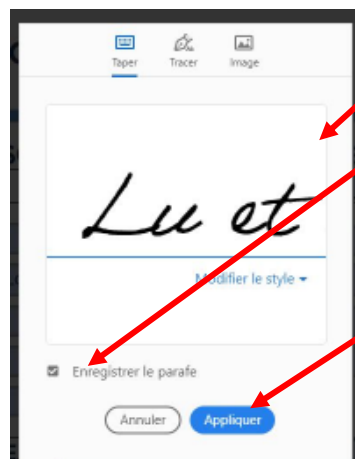 Taper Tracer Image
Lu et
Modifier le style
Enregistrer le parafe
Annuler Appliquer